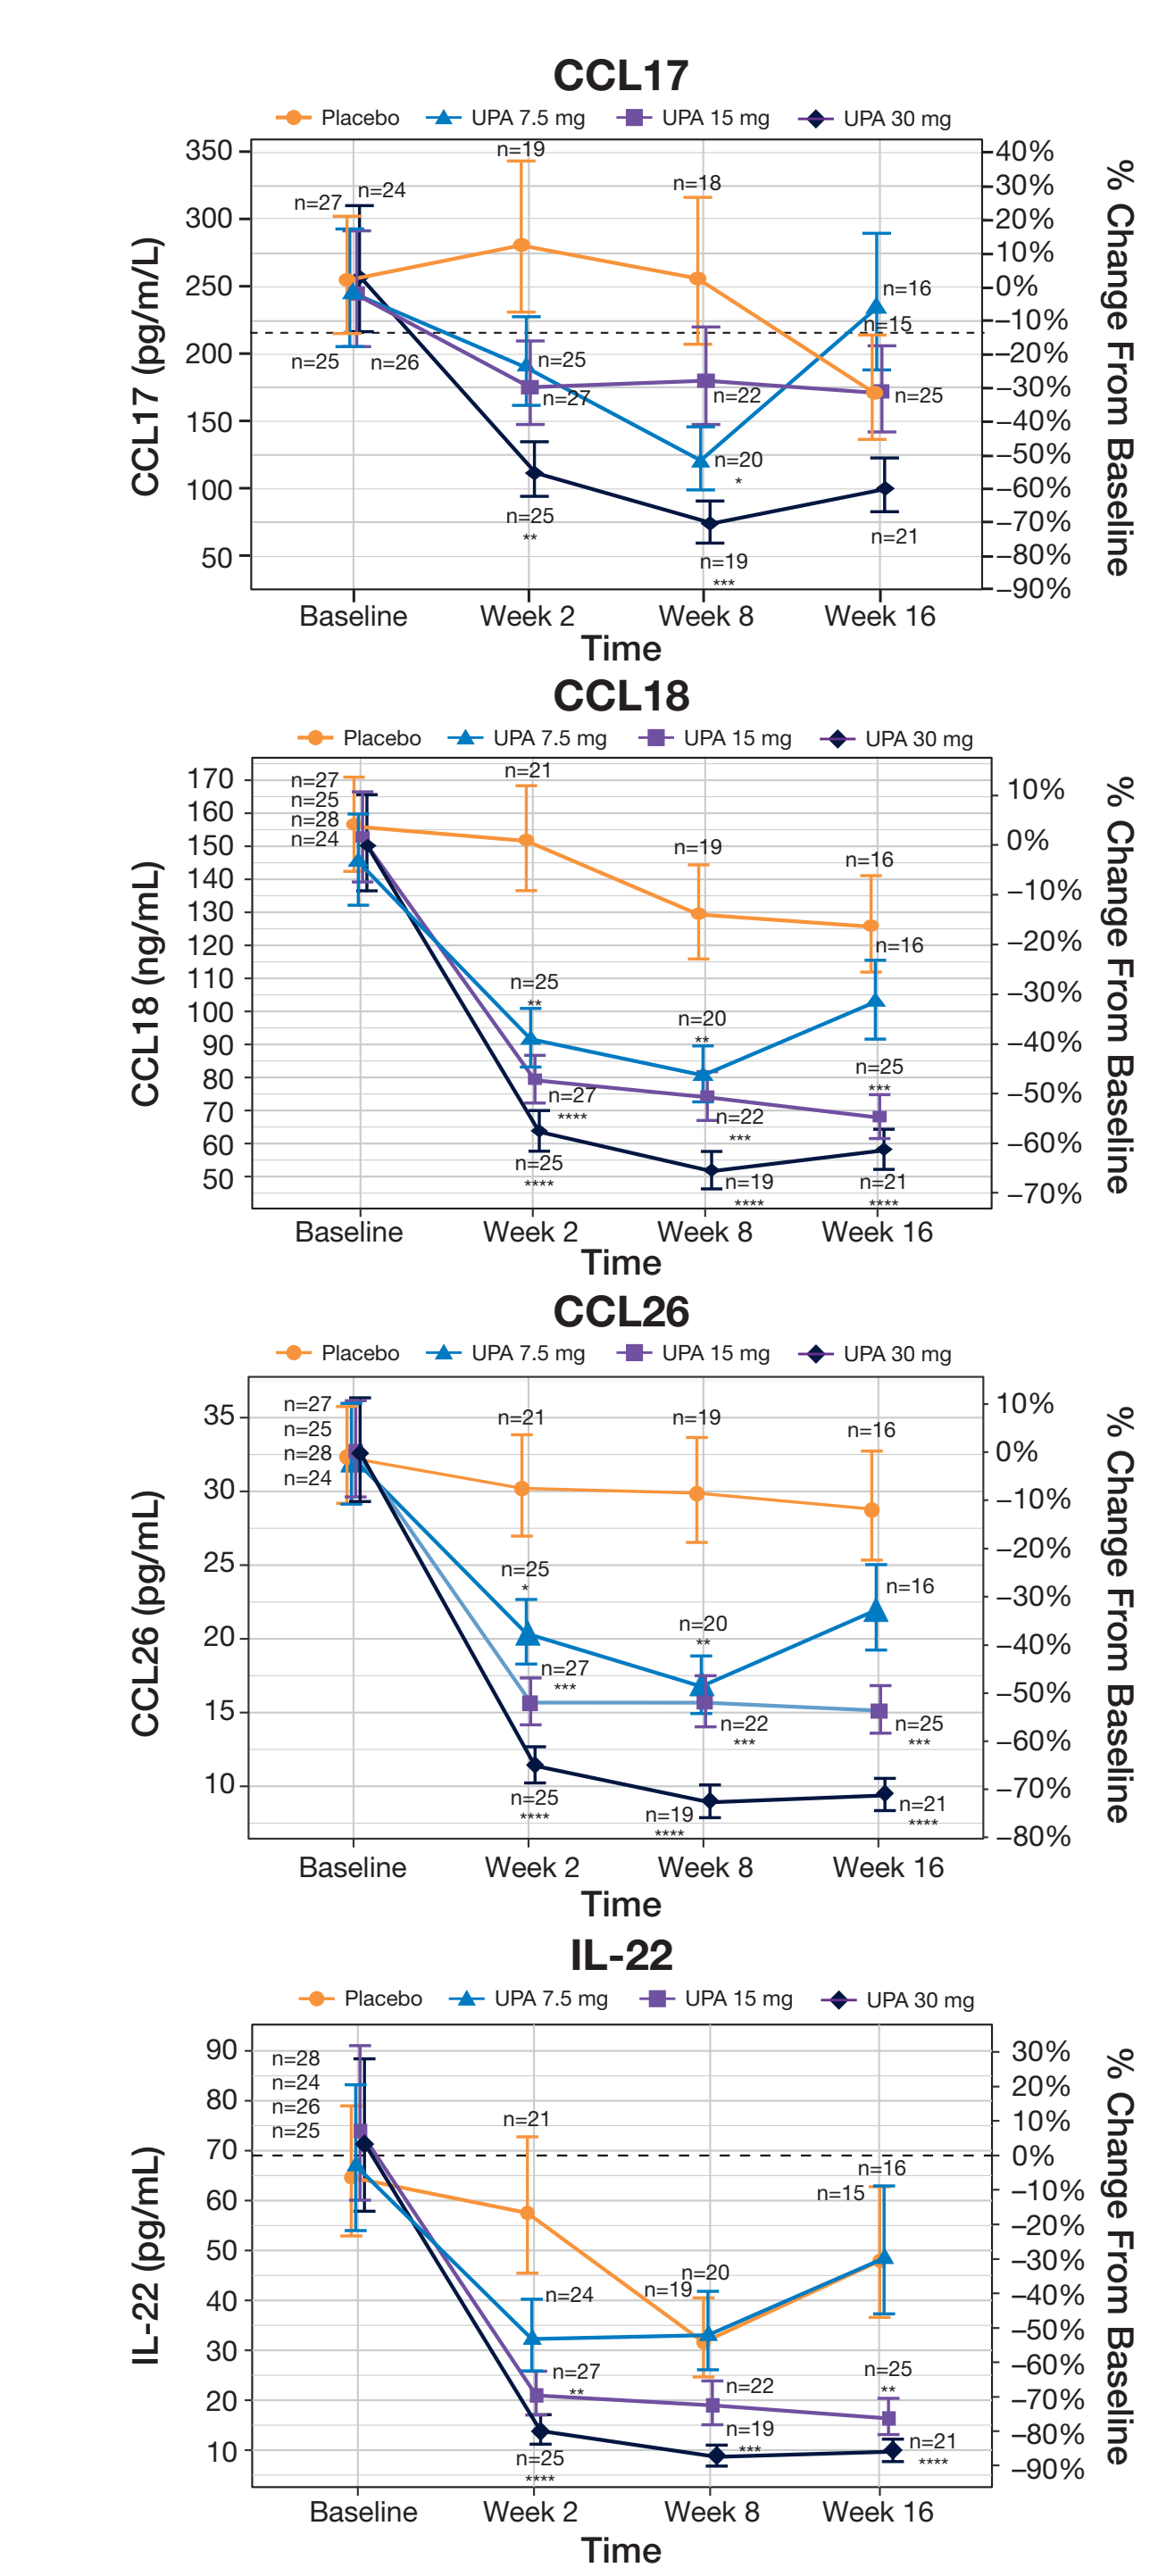 CCL17
Placebo UPA 7.5 mg UPA 15 mg UPA 30 mg
CCL17 (pg/m/L)
350
300
250
200
150
100
50
n=27 n=24
n=25 n=26
n=19
n=25
n=27
n=25
**
n=18
n=22
n=20
*
n=19
***
n=16
n=15
n=25
n=21
40%
30%
20%
10%
0%
–10%
–20%
–30%
–40%
–50%
–60%
–70%
–80%
–90%
% Change From Baseline
Baseline Week 2 Week 8 Week 16
Time
CCL18
Placebo UPA 7.5 mg UPA 15 mg UPA 30 mg
CCL18 (ng/mL)
170
160
150
140
130
120
110
100
90
80
70
60
50
n=27
n=25
n=28
n=24
n=21
n=25
**
n=27
****
n=25
****
n=19
n=20
**
n=22
***
n=19
****
n=16
n=16
n=25
***
n=21
****
10%
0%
–10%
–20%
–30%
–40%
–50%
–60%
–70%
% Change From Baseline
Baseline Week 2 Week 8 Week 16
Time
CCL26
Placebo UPA 7.5 mg UPA 15 mg UPA 30 mg
CCL26 (pg/mL)
35
30
25
20
15
10
n=27
n=25
n=28
n=24
n=21
n=25
*
n=27
***
n=25
****
n=19
n=20
**
n=22
***
n=19
****
n=16
n=16
n=25
***
n=21
****
10%
0%
–10%
–20%
–30%
–40%
–50%
–60%
–70%
–80%
% Change From Baseline
Baseline Week 2 Week 8 Week 16
Time
IL-22
Placebo UPA 7.5 mg UPA 15 mg UPA 30 mg
IL-22 (pg/mL)
90
80
70
60
50
40
30
20
10
n=28
n=24
n=26
n=25
n=21
n=24
n=27
**
n=25
****
n=20
n=19
n=22
n=19
***
n=16
n=15
n=25
**
n=21
****
30%
20%
10%
0%
–10%
–20%
–30%
–40%
–50%
–60%
–70%
–80%
–90%
% Change From Baseline
Baseline Week 2 Week 8 Week 16
Time